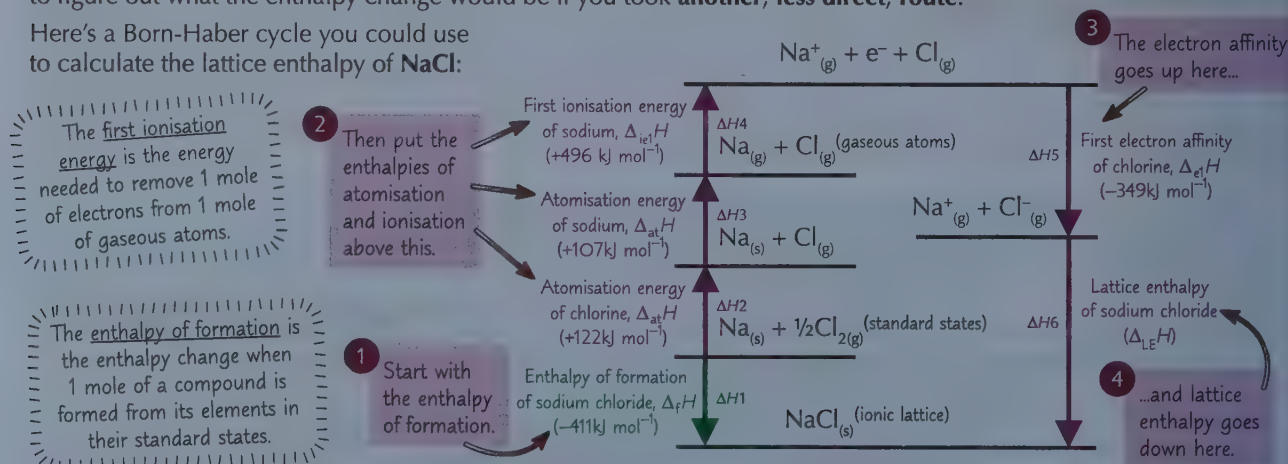 to figure out what the enthalpy change would be if you took another, less direct, route.
Here's a Born-Haber cycle you could use
to calculate the lattice enthalpy of NaCl:
The first ionisation
energy is the energy
needed to remove 1 mole
of electrons from 1 mole
of gaseous atoms.
The enthalpy of formation is
the enthalpy change when
1 mole of a compound is
formed from its elements in
their standard states.
2
Then put the
enthalpies of
atomisation
and ionisation
above this.
1
Start with
the enthalpy
of formation.
First ionisation energy
of sodium, Δie1H
(+496 kJ mol⁻¹)
Atomisation energy
of sodium, ΔatH
(+107kJ mol⁻¹)
Atomisation energy
of chlorine, ΔatH
(+122kJ mol⁻¹)
Enthalpy of formation
of sodium chloride, ΔfH
(–411kJ mol⁻¹)
Na⁺(g) + e⁻ + Cl(g)
ΔH4
Na(g) + Cl(g) (gaseous atoms)
ΔH3
Na(s) + Cl(g)
ΔH2
Na(s) + ½Cl2(g) (standard states)
ΔH1
NaCl(s) (ionic lattice)
ΔH5
Na⁺(g) + Cl⁻(g)
ΔH6
3
The electron affinity
goes up here...
First electron affinity
of chlorine, Δe1H
(–349kJ mol⁻¹)
Lattice enthalpy
of sodium chloride
(ΔLEH)
4
...and lattice
enthalpy goes
down here.